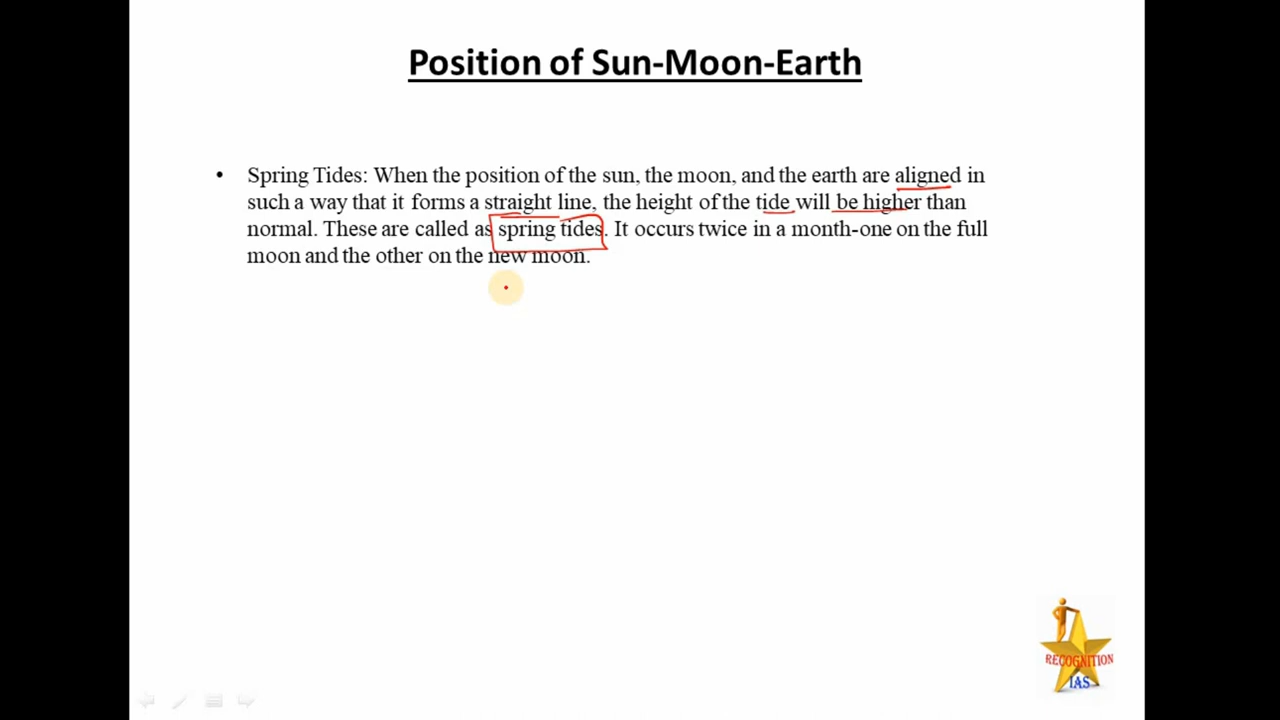 Position of Sun-Moon-Earth
• Spring Tides: When the position of the sun, the moon, and the earth are aligned in
such a way that it forms a straight line, the height of the tide will be higher than
normal. These are called as spring tides. It occurs twice in a month-one on the full
moon and the other on the new moon.
RECOGNITION
IAS